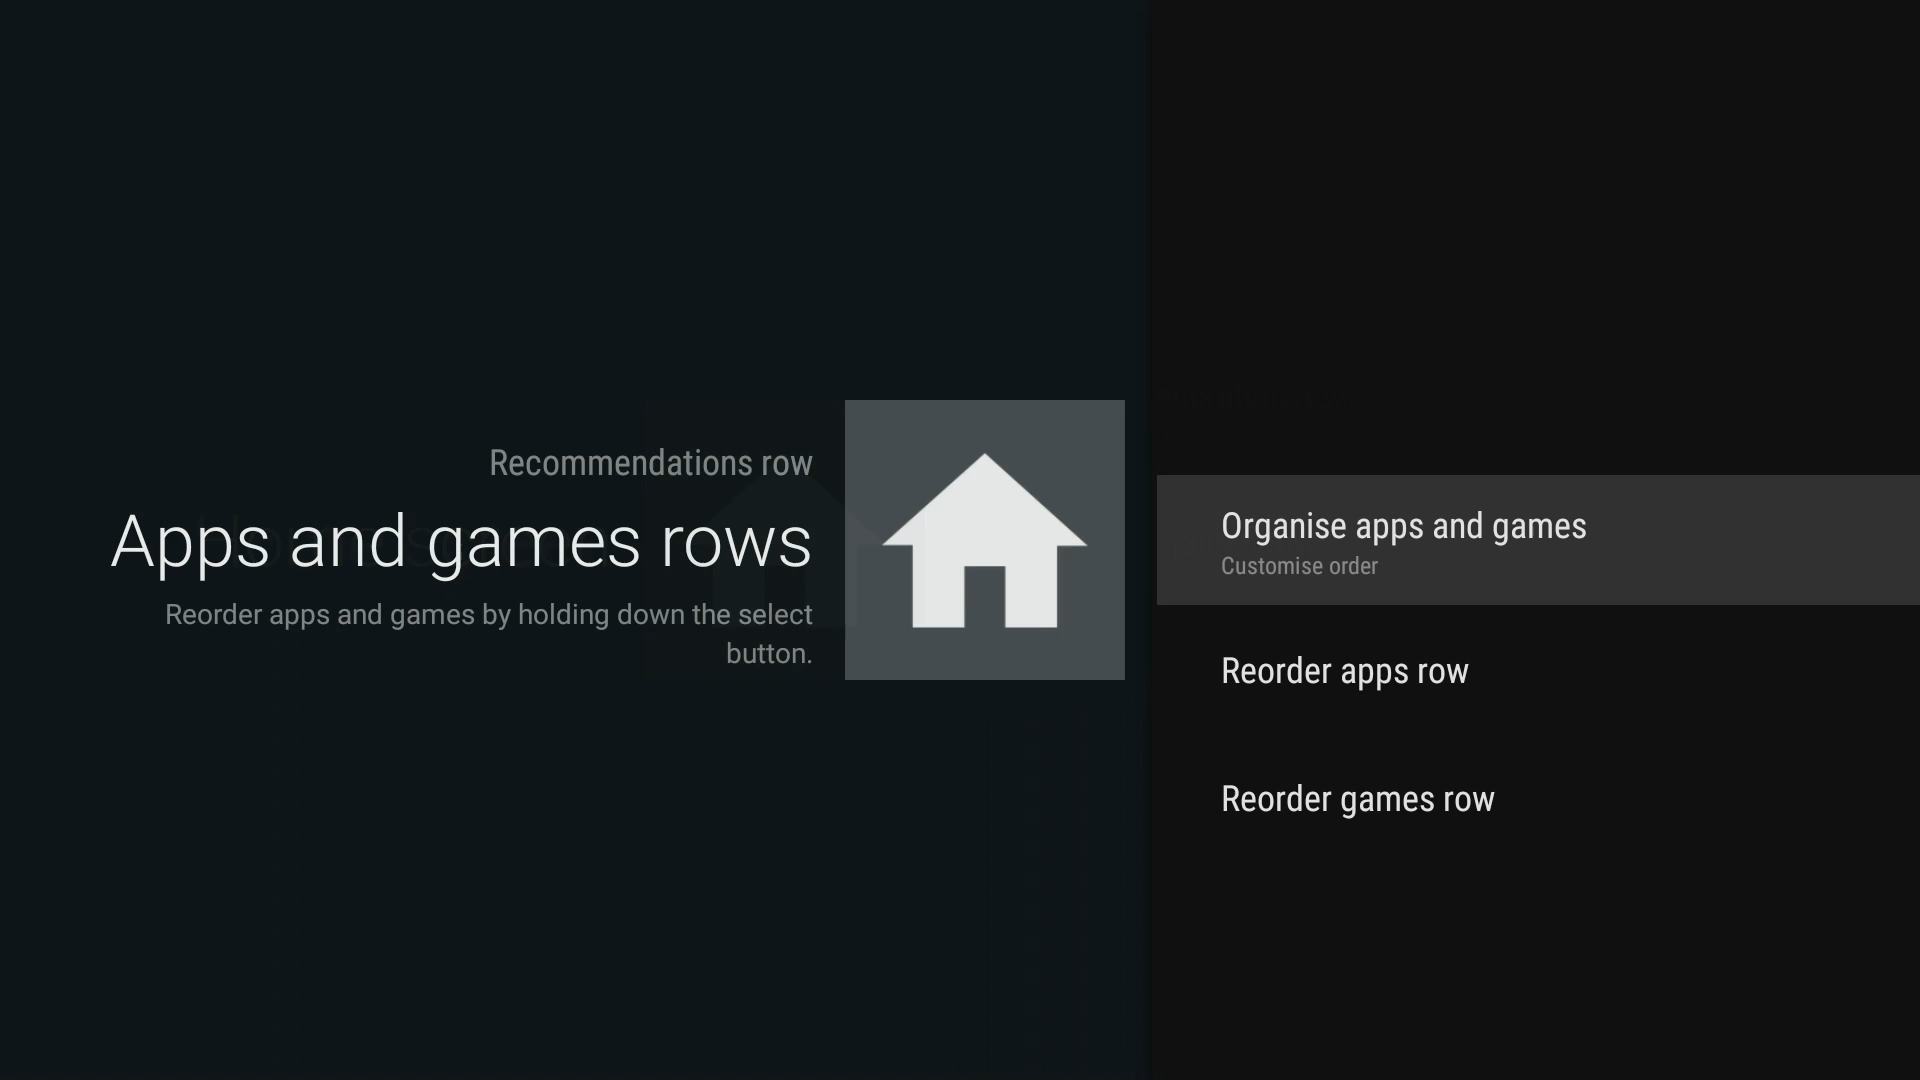 Recommendations row
Apps and games rows
Reorder apps and games by holding down the select
button.
Organise apps and games
Customise order
Reorder apps row
Reorder games row